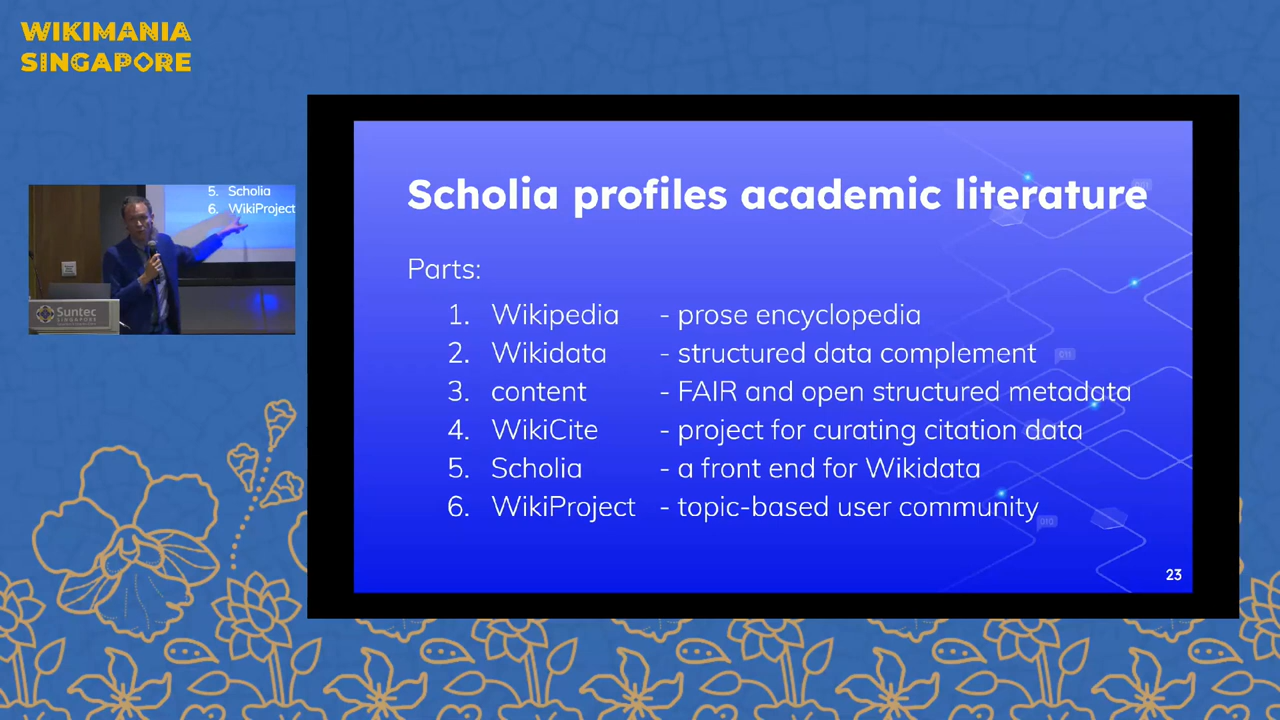 WIKIMANIA
SINGAPORE
5. Scholia
6. WikiProject
Suntec
SINGAPORE
Scholia profiles academic literature
Parts:
1. Wikipedia - prose encyclopedia
2. Wikidata - structured data complement
3. content - FAIR and open structured metadata
4. WikiCite - project for curating citation data
5. Scholia - a front end for Wikidata
6. WikiProject - topic-based user community
011
010
23